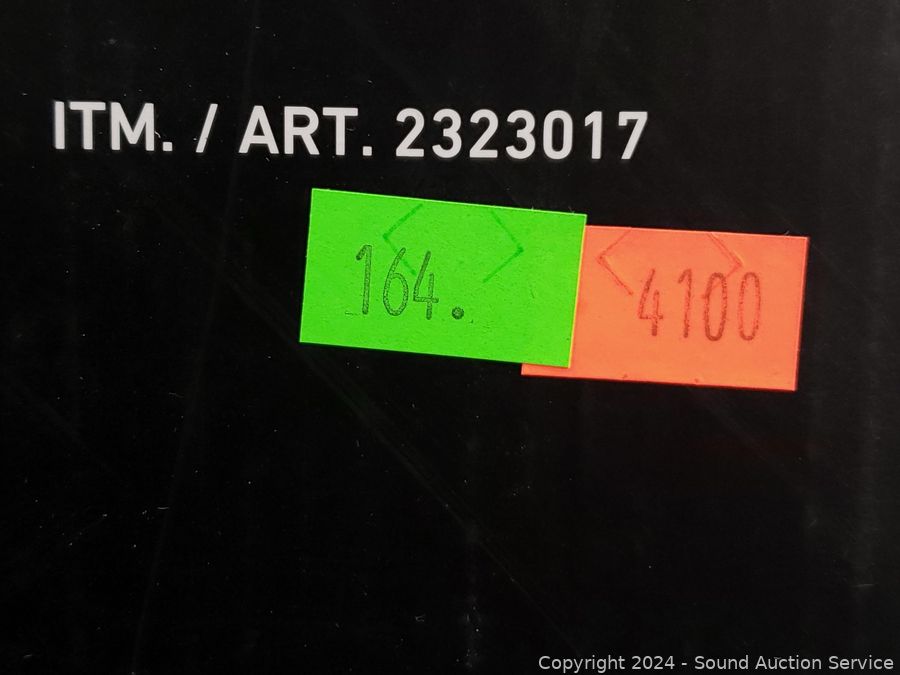 ITM. / ART. 2323017
164.
4100
Copyright 2024 - Sound Auction Service